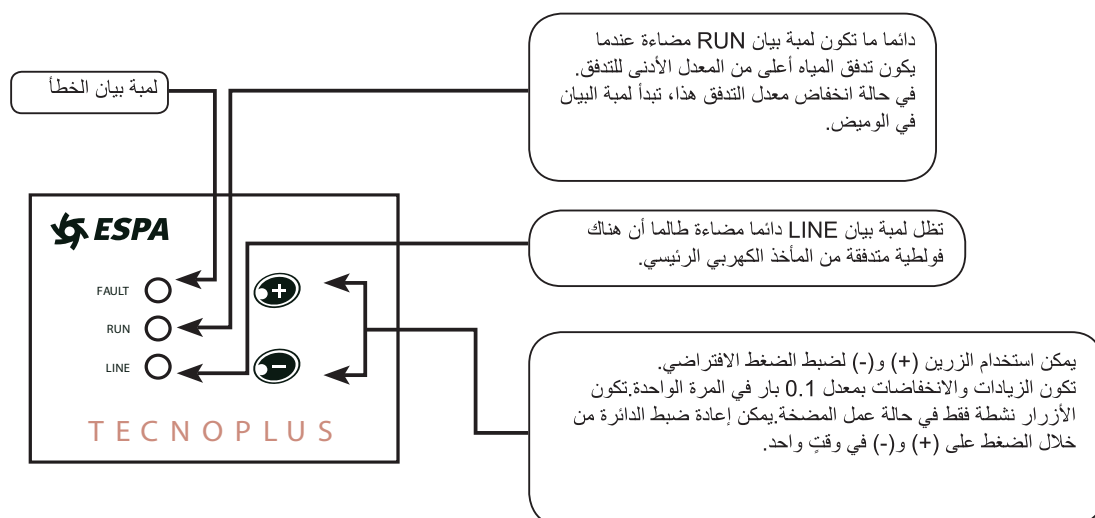 دائما ما تكون لمبة بيان RUN مضاءة عندما
يكون تدفق المياه أعلى من المعدل الأدنى للتدفق.
في حالة انخفاض معدل التدفق هذا، تبدأ لمبة البيان
في الوميض.
لمبة بيان الخطأ
تظل لمبة بيان LINE دائما مضاءة طالما أن هناك
فولطية متدفقة من المأخذ الكهربي الرئيسي.
ESPA
FAULT
RUN
LINE
+
-
TECNOPLUS
يمكن استخدام الزرين (+) و(-) لضبط الضغط الافتراضي.
تكون الزيادات والانخفاضات بمعدل 0.1 بار في المرة الواحدة.تكون
الأزرار نشطة فقط في حالة عمل المضخة.يمكن إعادة ضبط الدائرة من
خلال الضغط على (+) و(-) في وقتٍ واحد.